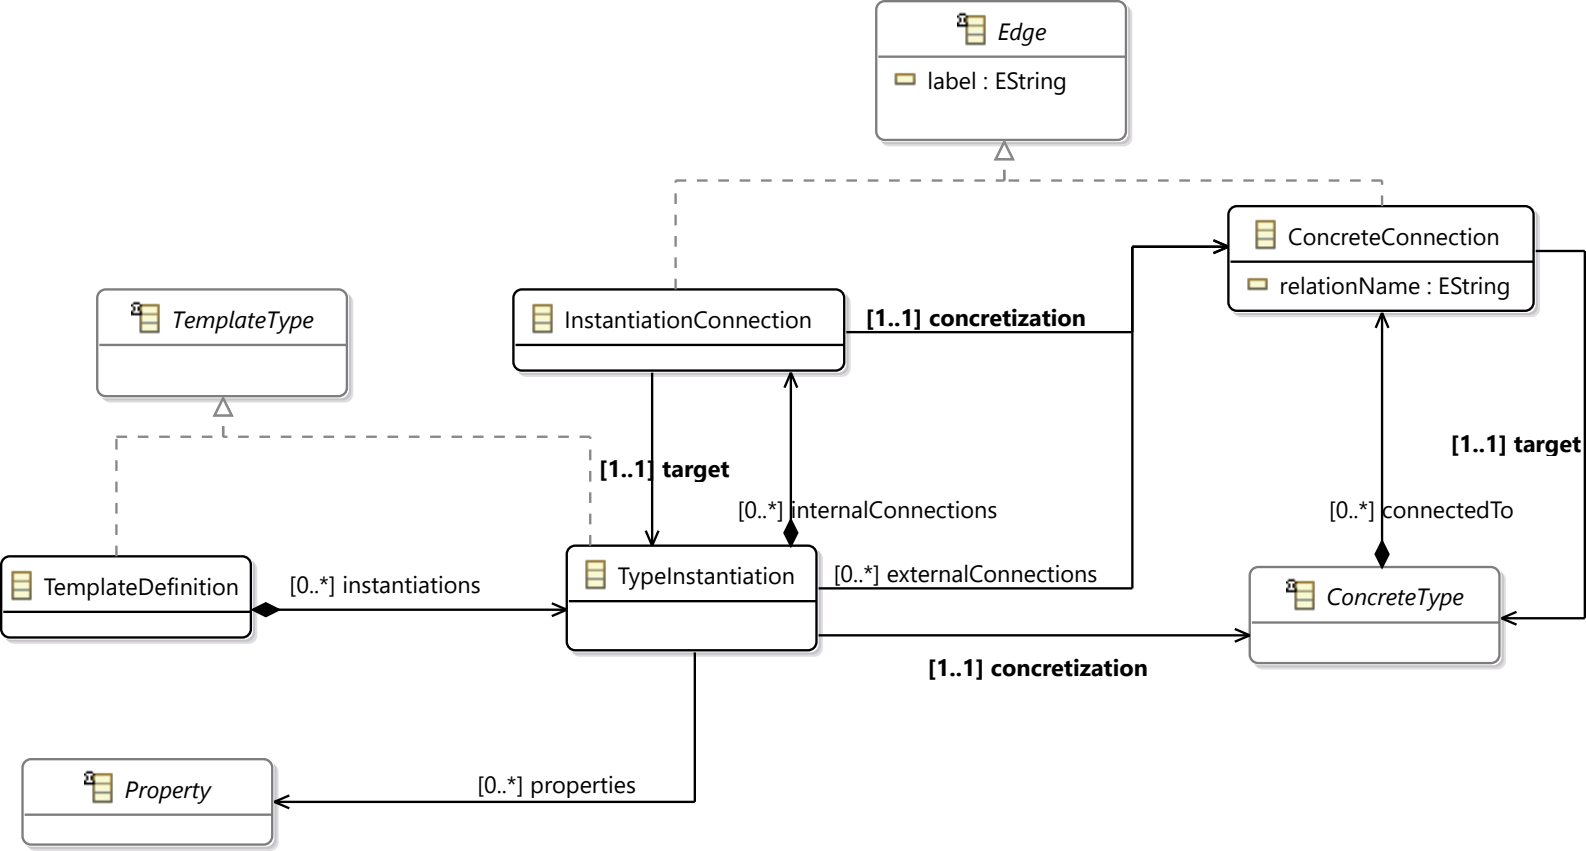 Edge
label : EString
ConcreteConnection
relationName : EString
TemplateType
InstantiationConnection
[1..1] concretization
[1..1] target
[1..1] target
[0..*] internalConnections
[0..*] connectedTo
TemplateDefinition
[0..*] instantiations
TypeInstantiation
[0..*] externalConnections
ConcreteType
[1..1] concretization
Property
[0..*] properties